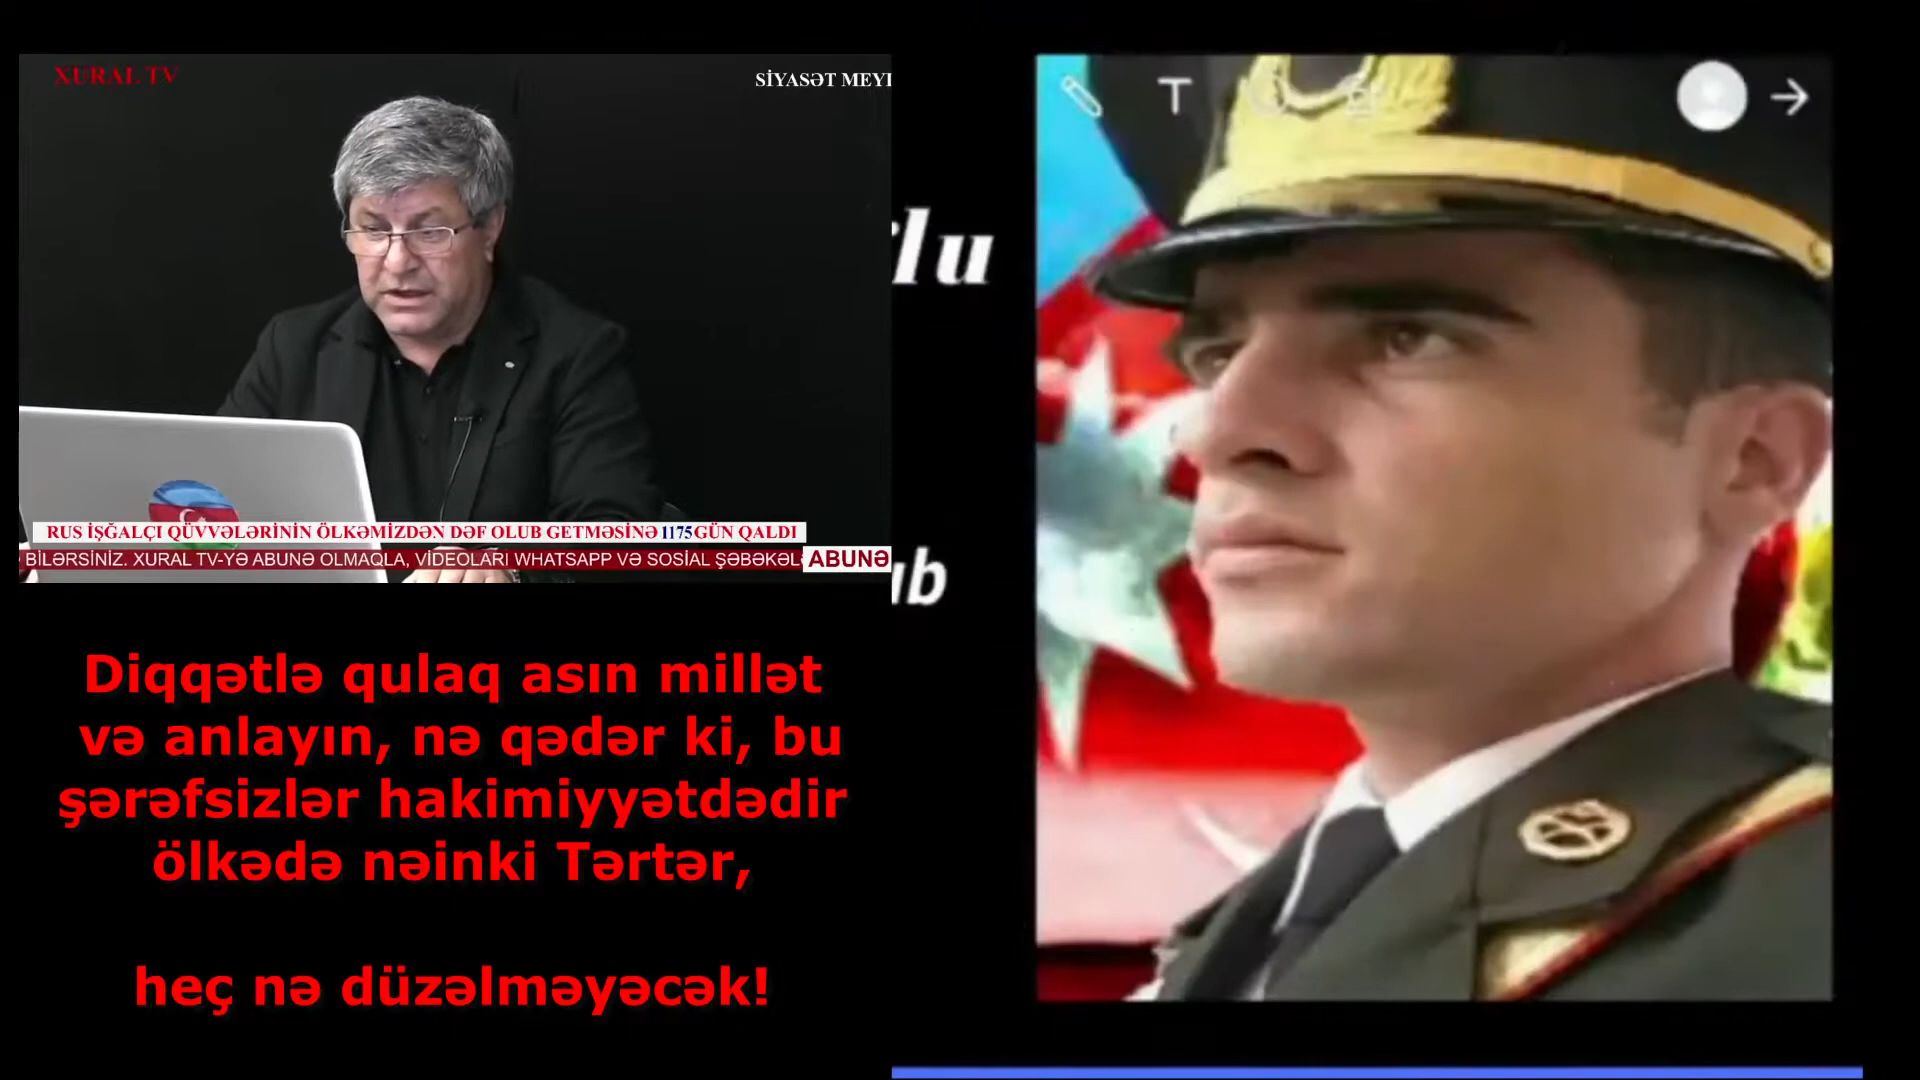 XURAL TV
SİYASƏT MEY
RUS İŞĞALÇI QÜVVƏLƏRİNİN ÖLKƏMİZDƏN DƏF OLUB GETMƏSİNƏ 1175 GÜN QALDI
BİLƏRSİNİZ. XURAL TV-YƏ ABUNƏ OLMAQLA, VİDEOLARI WHATSAPP VƏ SOSİAL ŞƏBƏKƏL
ABUNƏ
Diqqətlə qulaq asın millət
və anlayın, nə qədər ki, bu
şərəfsizlər hakimiyyətdədir
ölkədə nəinki Tərtər,
heç nə düzəlməyəcək!
lu
ub
T